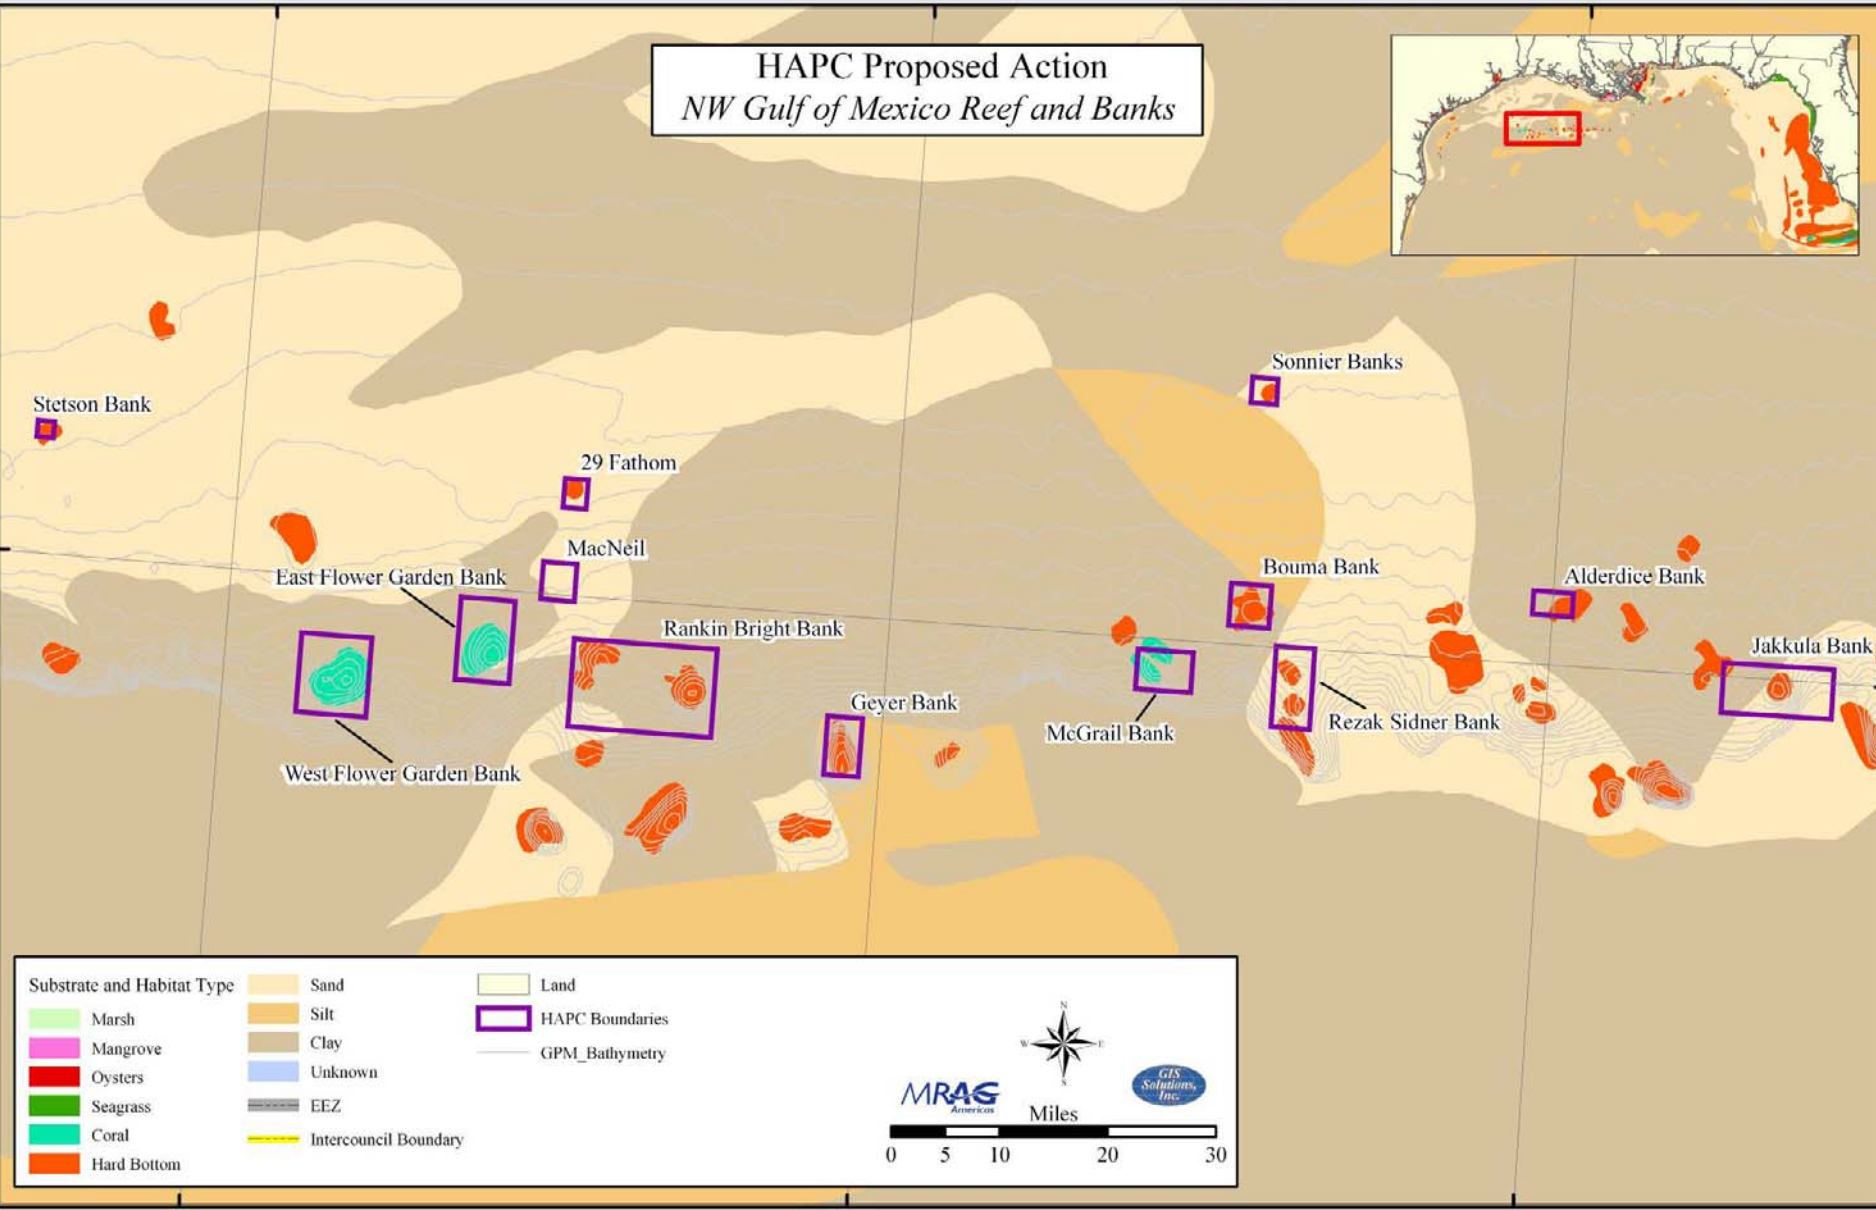 HAPC Proposed Action
NW Gulf of Mexico Reef and Banks
Sonnier Banks
Stetson Bank
29 Fathom
MacNeil
Bouma Bank
Alderdice Bank
East Flower Garden Bank
Rankin Bright Bank
Jakkula Bank
Geyer Bank
Rezak Sidner Bank
McGrail Bank
West Flower Garden Bank
Substrate and Habitat Type
Marsh
Mangrove
Oysters
Seagrass
Coral
Hard Bottom
Sand
Silt
Clay
Unknown
EEZ
Intercouncil Boundary
Land
HAPC Boundaries
GPM_Bathymetry
N
W E
S
MRAG
Americas
GIS
Solutions,
Inc.
Miles
0 5 10 20 30